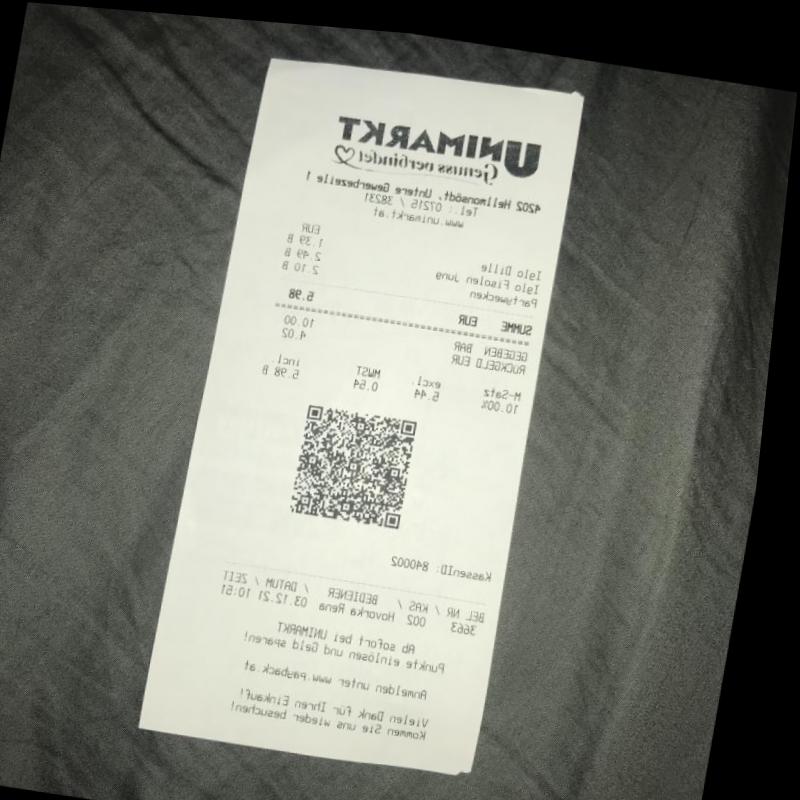 UNIMARKT
Genuss verbindet
4202 Hellmonsödt, Untere Gewerbezeile 1
Tel.: 07215 / 38231
www.unimarkt.at
EUR
Iglo Dille 1.39 B
Iglo Fisolen jung 2.49 B
Partywecken 2.10 B
SUMME EUR 5.98
GEGEBEN BAR 10.00
RÜCKGELD EUR 4.02
M-Satz excl. MWST incl.
10.00% 5.44 0.54 5.98 B
KassenID: 840002
BEL NR / KAS / BEDIENER / DATUM / ZEIT
3663 002 Hovorka Rena 03.12.21 10:51
Ab sofort bei UNIMARKT
Punkte einlösen und Geld sparen!
Anmelden unter www.payback.at
Vielen Dank für Ihren Einkauf!
Kommen Sie uns wieder besuchen!